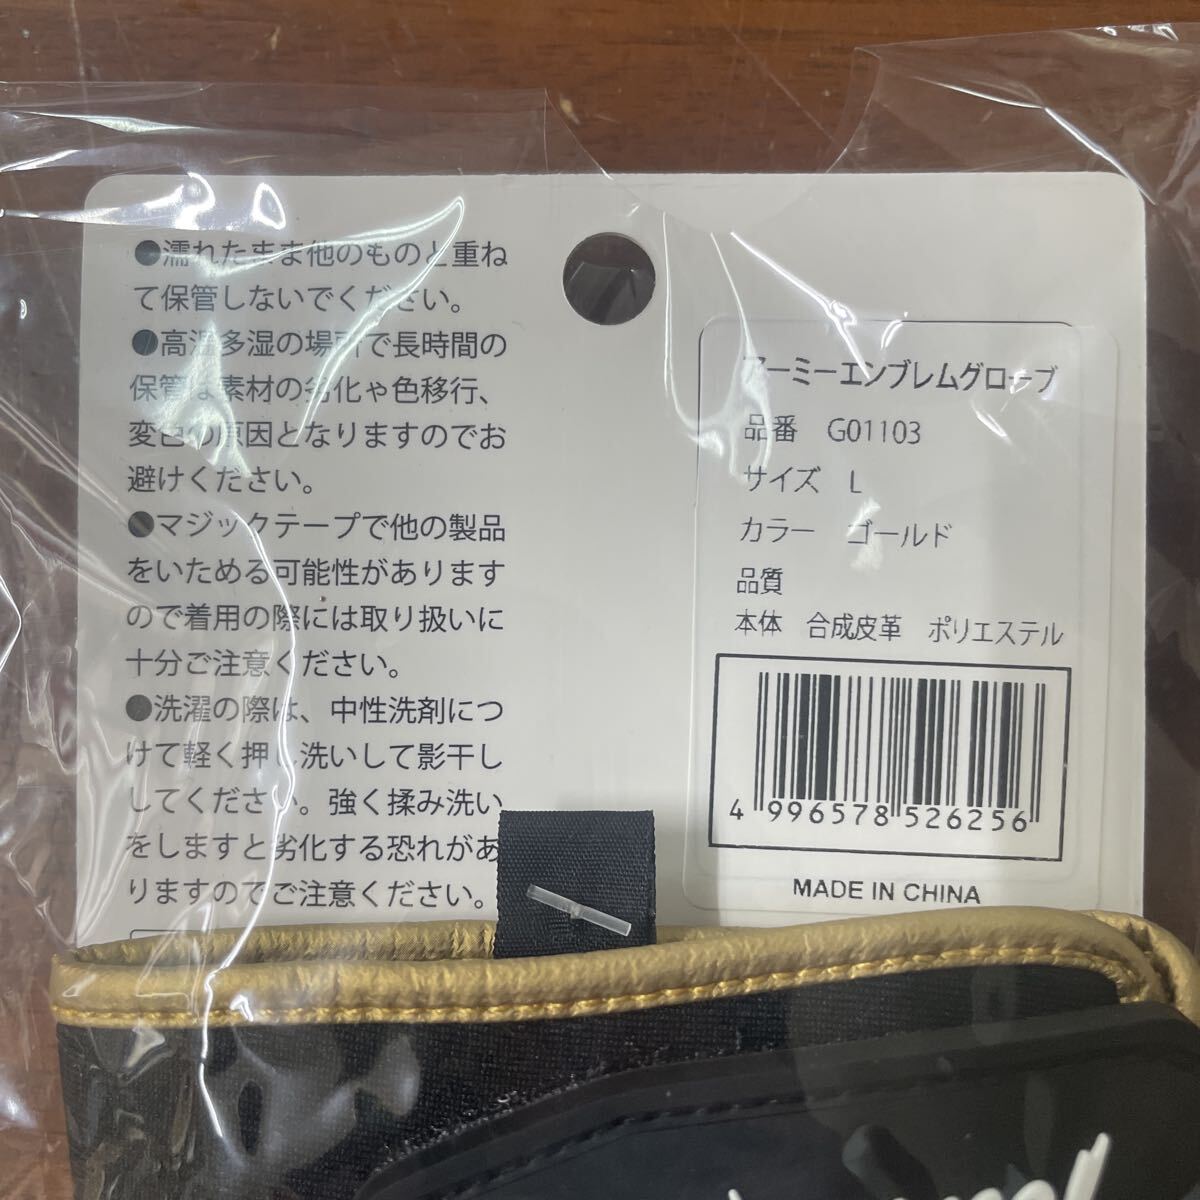 ●濡れたまま他のものと重ね
て保管しないでください。
●高温多湿の場所で長時間の
保管は素材の劣化や色移行、
変色の原因となりますのでお
避けください。
●マジックテープで他の製品
をいためる可能性があります
ので着用の際には取り扱いに
十分ご注意ください。
●洗濯の際は、中性洗剤につ
けて軽く押し洗いして影干し
してください。強く揉み洗い
をしますと劣化する恐れがあ
りますのでご注意ください。
アーミーエンブレムグローブ
品番 G01103
サイズ L
カラー ゴールド
品質
本体 合成皮革 ポリエステル
4 996578 526256
MADE IN CHINA